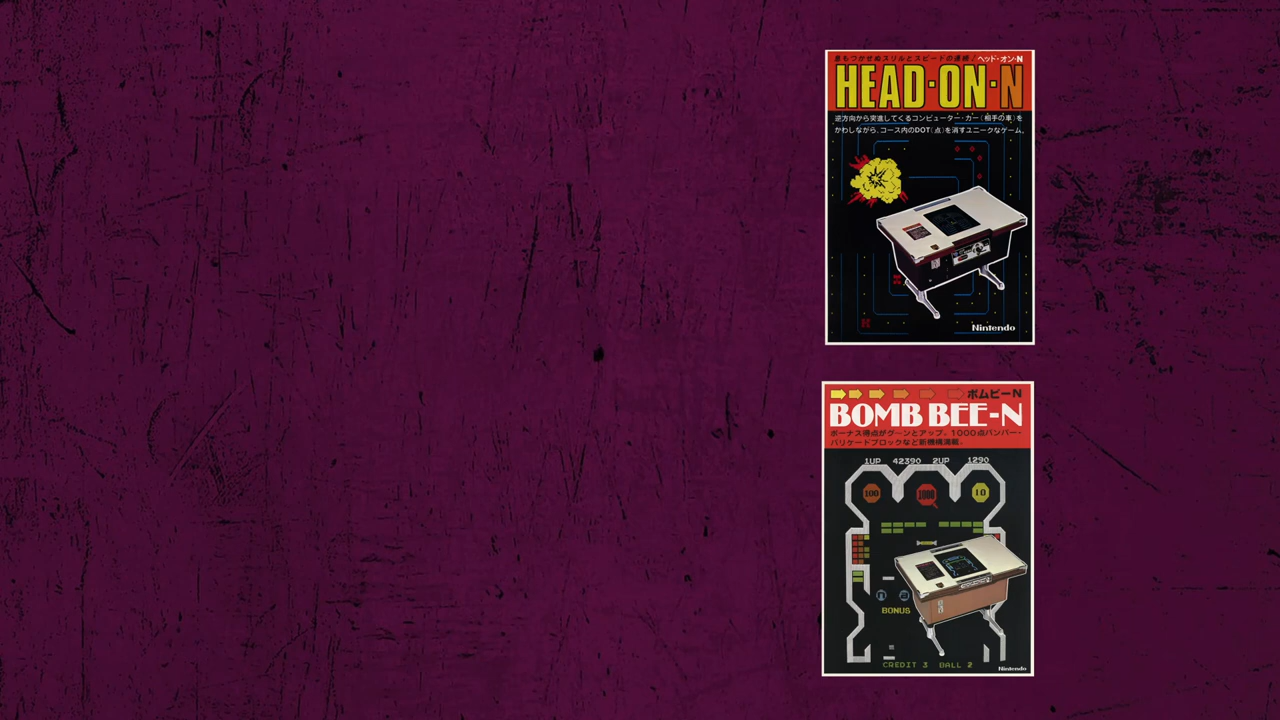 息もつかせぬスリルとスピードの連続! ヘッド・オン・N
HEAD・ON・N
逆方向から突進してくるコンピューター・カー(相手の車)を
かわしながら、コース内のDOT(点)を消すユニークなゲーム。
Nintendo
ボムビーN
BOMB BEE-N
ボーナス得点がグーンとアップ。1000点バンパー・
バリケードブロックなど新機構満載。
1UP 42390 2UP 1290
100 1000 10
BONUS
CREDIT 3 BALL 2
Nintendo